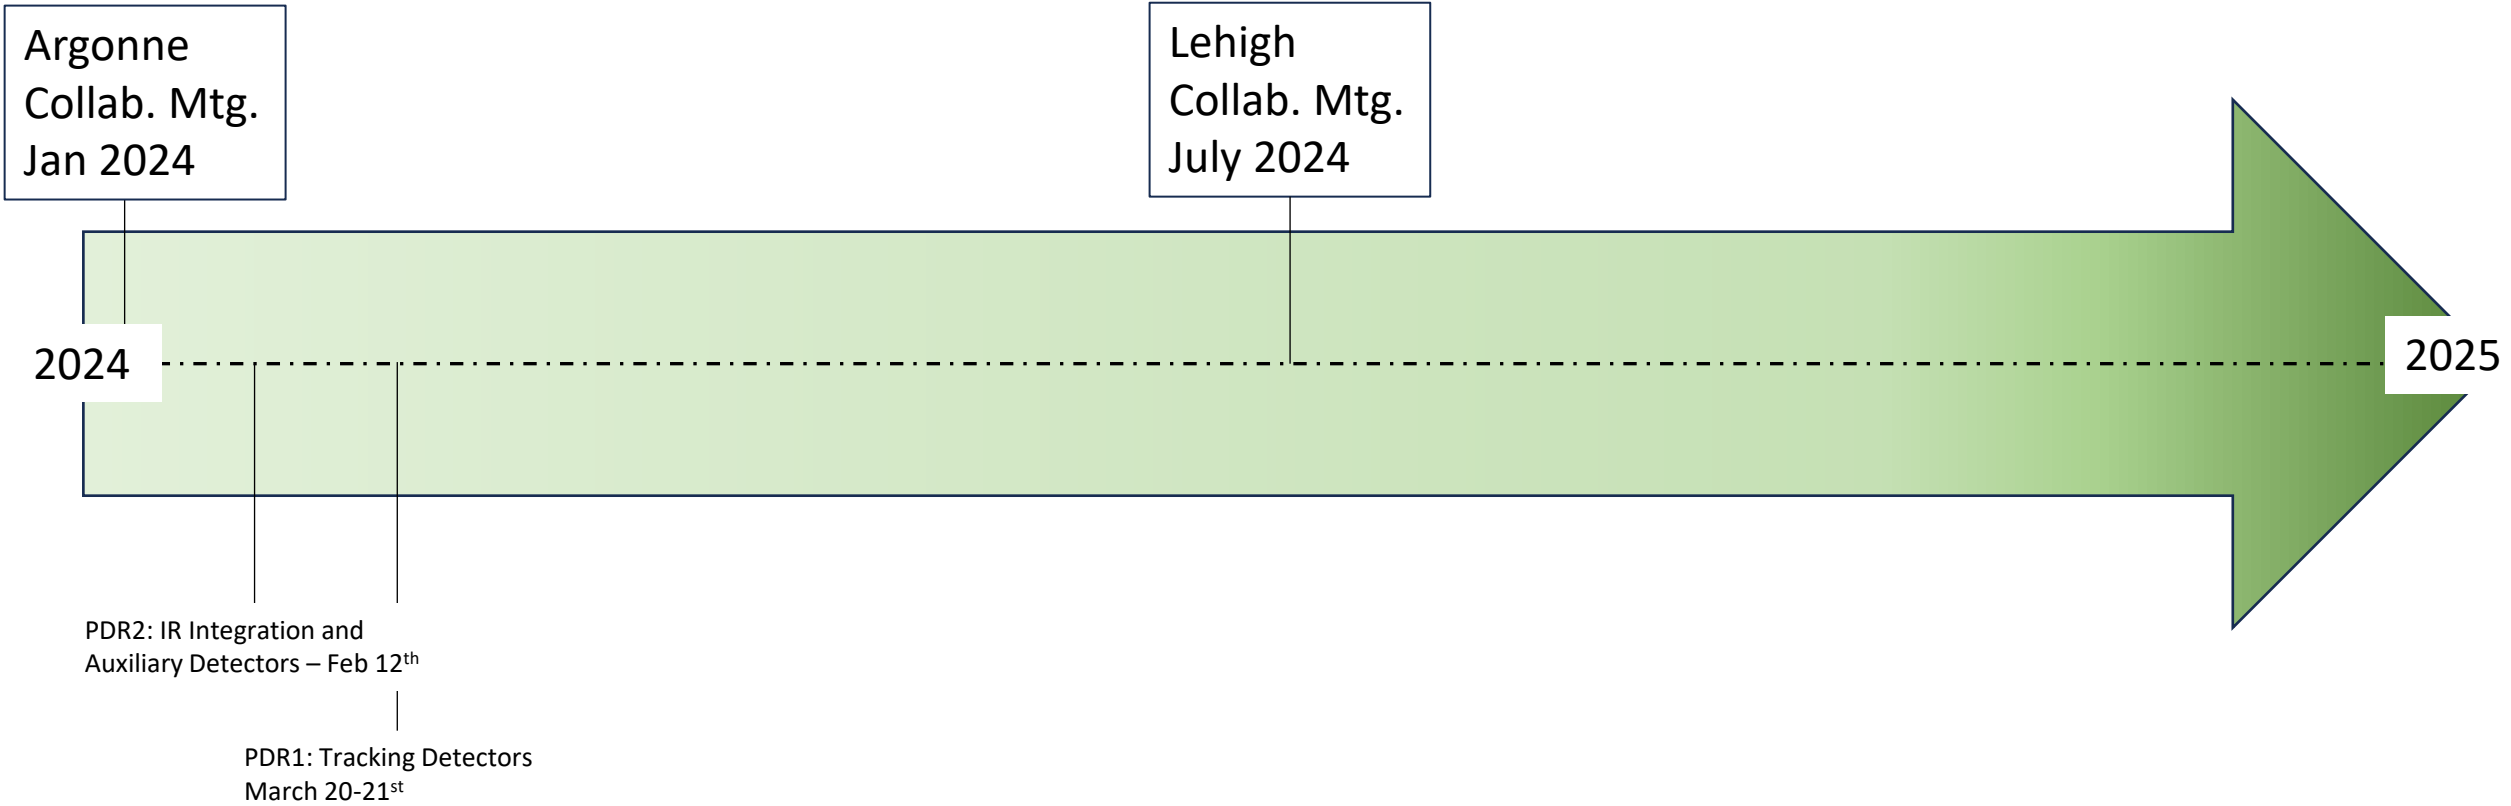 Argonne
Collab. Mtg.
Jan 2024
Lehigh
Collab. Mtg.
July 2024
2024
2025
PDR2: IR Integration and
Auxiliary Detectors – Feb 12th
PDR1: Tracking Detectors
March 20-21st